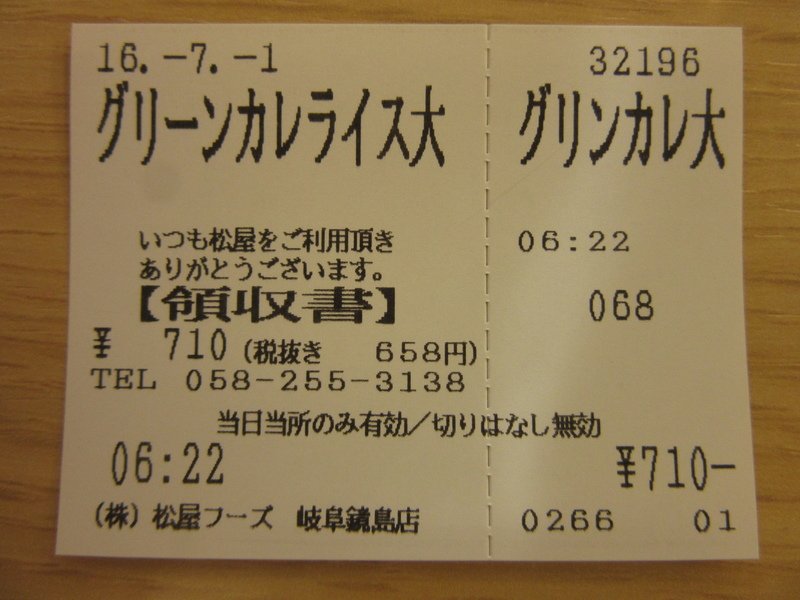 16.-7.-1
グリーンカレライス大
いつも松屋をご利用頂き
ありがとうございます。
【領収書】
¥ 710(税抜き 658円)
TEL 058-255-3138
当日当所のみ有効/切りはなし無効
06:22
(株)松屋フーズ 岐阜鏡島店
32196
グリンカレ大
06:22
068
¥710-
0266 01